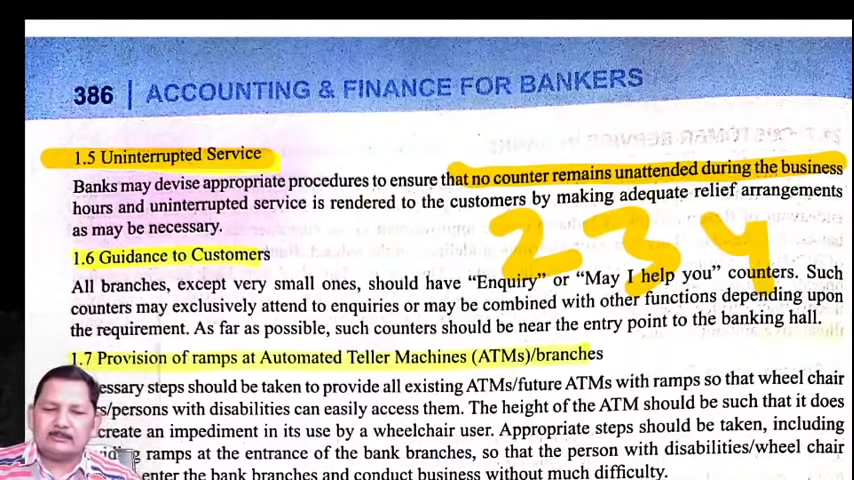 386 | ACCOUNTING & FINANCE FOR BANKERS
1.5 Uninterrupted Service
Banks may devise appropriate procedures to ensure that no counter remains unattended during the business
hours and uninterrupted service is rendered to the customers by making adequate relief arrangements
as may be necessary.
234
1.6 Guidance to Customers
All branches, except very small ones, should have “Enquiry” or “May I help you” counters. Such
counters may exclusively attend to enquiries or may be combined with other functions depending upon
the requirement. As far as possible, such counters should be near the entry point to the banking hall.
1.7 Provision of ramps at Automated Teller Machines (ATMs)/branches
essary steps should be taken to provide all existing ATMs/future ATMs with ramps so that wheel chair
rs/persons with disabilities can easily access them. The height of the ATM should be such that it does
create an impediment in its use by a wheelchair user. Appropriate steps should be taken, including
ramps at the entrance of the bank branches, so that the person with disabilities/wheel chair
enter the bank branches and conduct business without much difficulty.